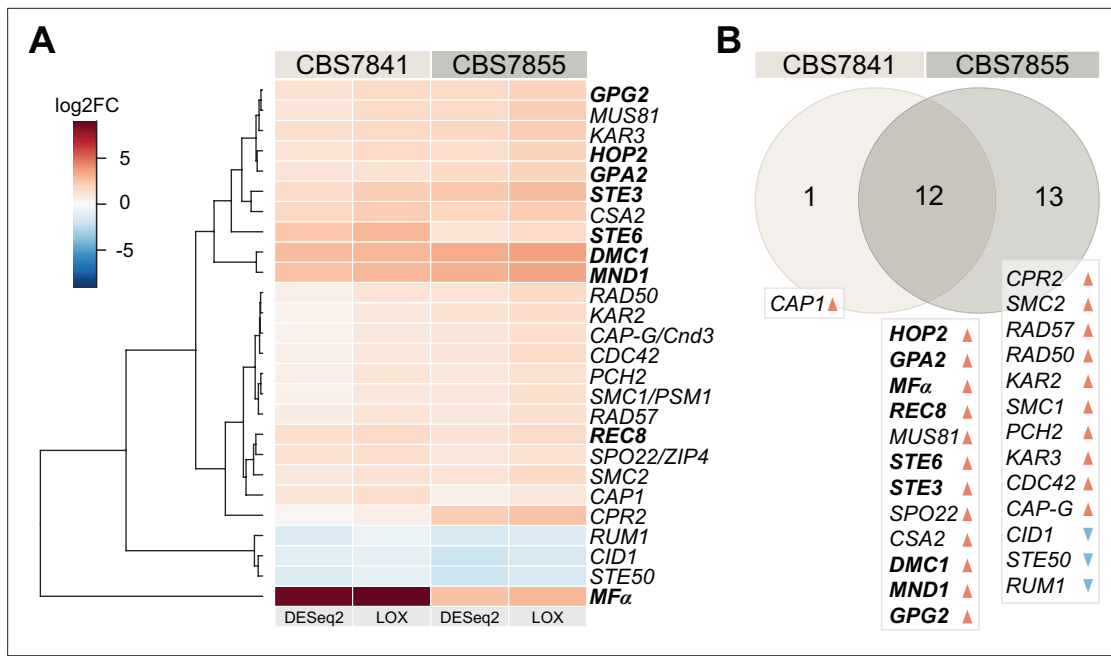 A
CBS7841 CBS7855
log2FC
5
0
-5
GPG2
MUS81
KAR3
HOP2
GPA2
STE3
CSA2
STE6
DMC1
MND1
RAD50
KAR2
CAP-G/Cnd3
CDC42
PCH2
SMC1/PSM1
RAD57
REC8
SPO22/ZIP4
SMC2
CAP1
CPR2
RUM1
CID1
STE50
MFα
DESeq2 LOX DESeq2 LOX
B
CBS7841 CBS7855
1 12 13
CAP1
HOP2
GPA2
MFα
REC8
MUS81
STE6
STE3
SPO22
CSA2
DMC1
MND1
GPG2
CPR2
SMC2
RAD57
RAD50
KAR2
SMC1
PCH2
KAR3
CDC42
CAP-G
CID1
STE50
RUM1